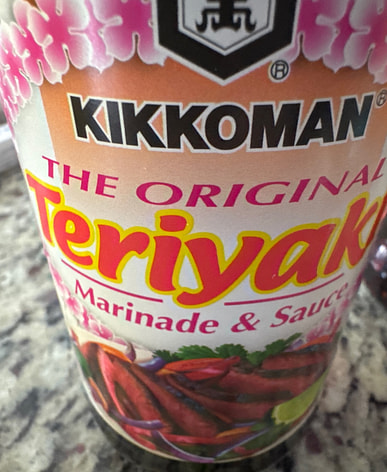 ®
KIKKOMAN®
THE ORIGINAL
Teriyaki
Marinade & Sauce